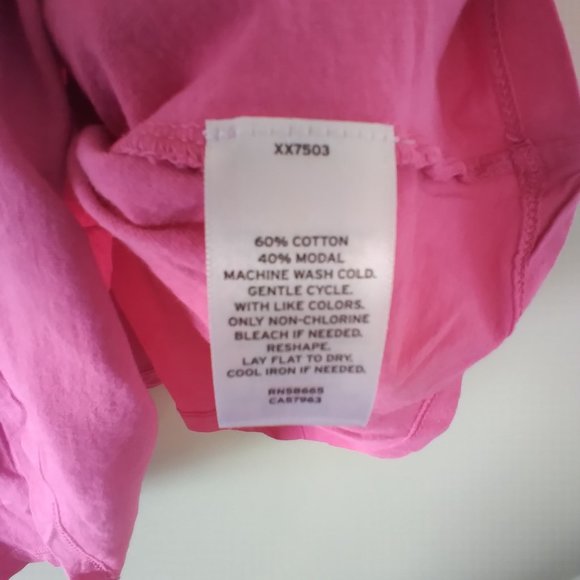 XX7503
60% COTTON
40% MODAL
MACHINE WASH COLD.
GENTLE CYCLE.
WITH LIKE COLORS.
ONLY NON-CHLORINE
BLEACH IF NEEDED.
RESHAPE.
LAY FLAT TO DRY.
COOL IRON IF NEEDED.
RN58665
CA57963